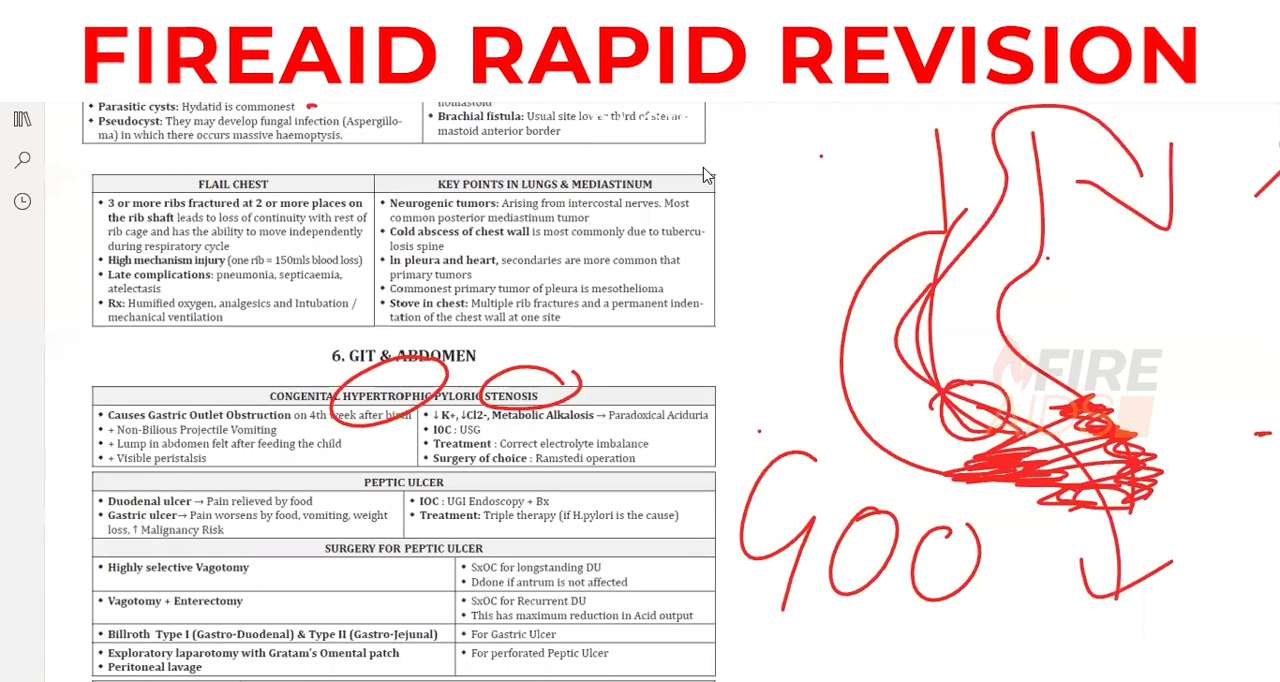 FIREAID RAPID REVISION
Parasitic cysts: Hydatid is commonest
Pseudocyst: They may develop fungal infection (Aspergillo-
ma) in which there occurs massive haemoptysis.
nomastoid
Brachial fistula: Usual site lower third of sterno-
mastoid anterior border
FLAIL CHEST
3 or more ribs fractured at 2 or more places on
the rib shaft leads to loss of continuity with rest of
rib cage and has the ability to move independently
during respiratory cycle
High mechanism injury (one rib = 150mls blood loss)
Late complications: pneumonia, septicaemia,
atelectasis
Rx: Humified oxygen, analgesics and Intubation /
mechanical ventilation
KEY POINTS IN LUNGS & MEDIASTINUM
Neurogenic tumors: Arising from intercostal nerves. Most
common posterior mediastinum tumor
Cold abscess of chest wall is most commonly due to tubercu-
losis spine
In pleura and heart, secondaries are more common that
primary tumors
Commonest primary tumor of pleura is mesothelioma
Stove in chest: Multiple rib fractures and a permanent inden-
tation of the chest wall at one site
6. GIT & ABDOMEN
CONGENITAL HYPERTROPHIC PYLORIC STENOSIS
Causes Gastric Outlet Obstruction on 4th week after birth
+ Non-Bilious Projectile Vomiting
+ Lump in abdomen felt after feeding the child
+ Visible peristalsis
↓K+, ↓Cl2-, Metabolic Alkalosis → Paradoxical Aciduria
IOC : USG
Treatment : Correct electrolyte imbalance
Surgery of choice : Ramstedi operation
PEPTIC ULCER
Duodenal ulcer → Pain relieved by food
Gastric ulcer→ Pain worsens by food, vomiting, weight
loss, ↑ Malignancy Risk
IOC : UGI Endoscopy + Bx
Treatment: Triple therapy (if H.pylori is the cause)
SURGERY FOR PEPTIC ULCER
Highly selective Vagotomy
SxOC for longstanding DU
Ddone if antrum is not affected
Vagotomy + Enterectomy
SxOC for Recurrent DU
This has maximum reduction in Acid output
Billroth Type I (Gastro-Duodenal) & Type II (Gastro-Jejunal)
For Gastric Ulcer
Exploratory laparotomy with Gratam's Omental patch
Peritoneal lavage
For perforated Peptic Ulcer
GOO
FIRE
AIDS